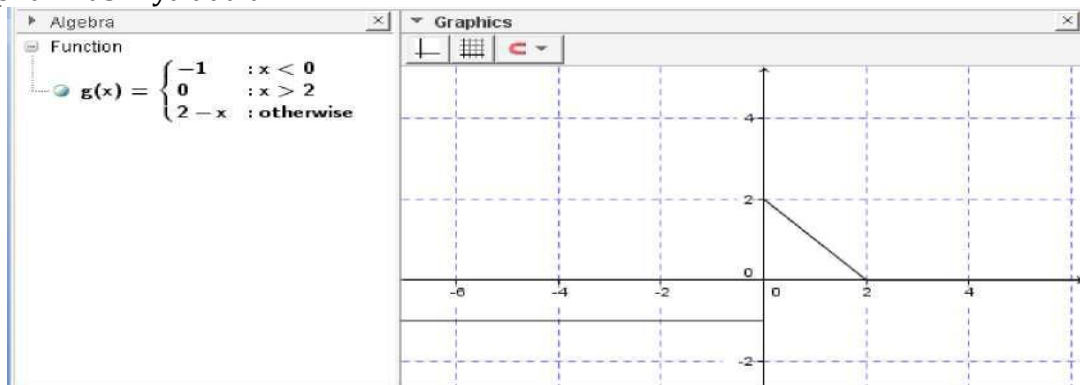 Algebra
Function
g(x) = { −1 : x < 0
0 : x > 2
2 − x : otherwise
Graphics
4
2
0
-6 -4 -2 0 2 4
-2